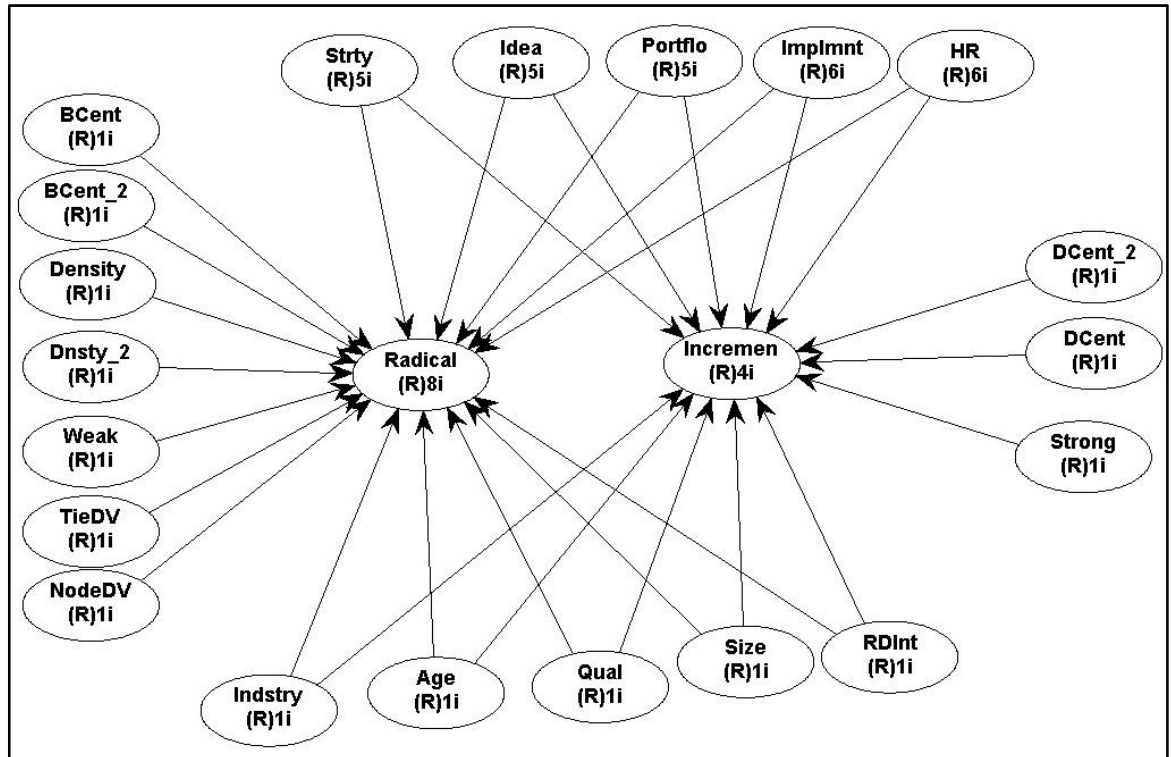 Strty
(R)5i
Idea
(R)5i
Portflo
(R)5i
Implmnt
(R)6i
HR
(R)6i
BCent
(R)1i
BCent_2
(R)1i
Density
(R)1i
Dnsty_2
(R)1i
Weak
(R)1i
TieDV
(R)1i
NodeDV
(R)1i
Radical
(R)8i
Incremen
(R)4i
DCent_2
(R)1i
DCent
(R)1i
Strong
(R)1i
Indstry
(R)1i
Age
(R)1i
Qual
(R)1i
Size
(R)1i
RDInt
(R)1i